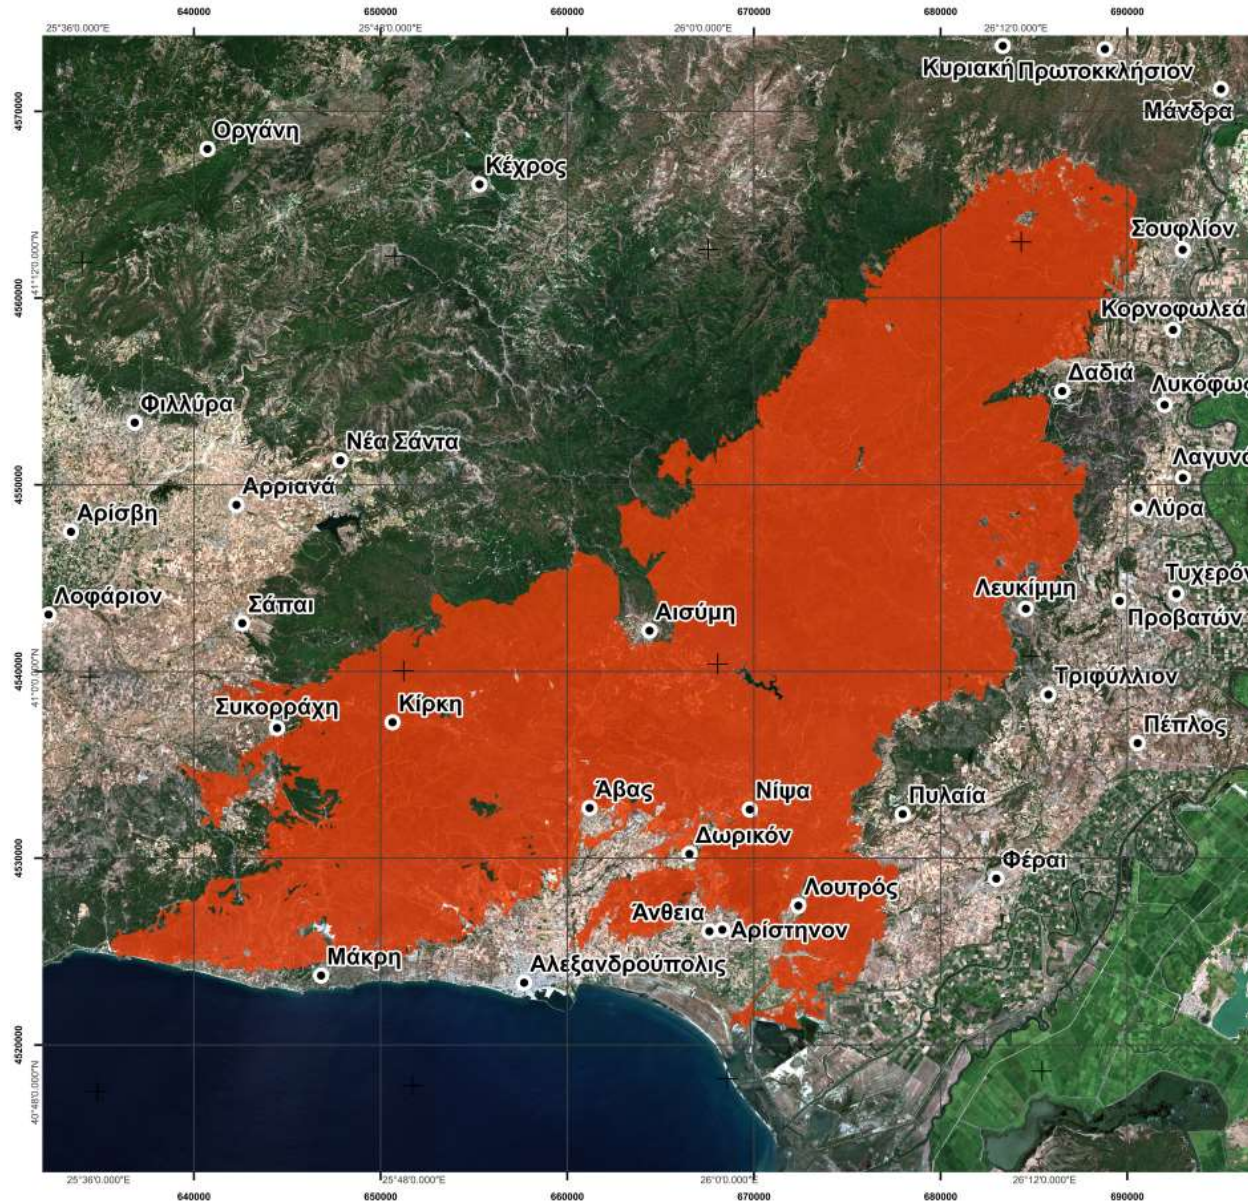 640000 650000 660000 670000 680000 690000
25°36'0.000"E 25°48'0.000"E 26°0'0.000"E 26°12'0.000"E
Κυριακή Πρωτοκκλήσιον
4570000
Μάνδρα
Οργάνη
Κέχρος
Σουφλίον
41°12'0.000"N
4560000
Κορνοφωλεά
Δαδιά
Λυκόφως
Φιλλύρα
Νέα Σάντα
Λαγυνά
4550000
Αρριανά
Αρίσβη
Λύρα
Τυχερόν
Λοφάριον
Σάπαι
Αισύμη
Λευκίμμη
Προβατών
4540000
41°0'0.000"N
Τριφύλλιον
Συκορράχη
Κίρκη
Πέπλος
Άβας
Νίψα
Πυλαία
Δωρικόν
4530000
Φέραι
Λουτρός
Άνθεια
Αρίστηνον
Μάκρη
Αλεξανδρούπολις
4520000
40°48'0.000"N
25°36'0.000"E 25°48'0.000"E 26°0'0.000"E 26°12'0.000"E
640000 650000 660000 670000 680000 690000